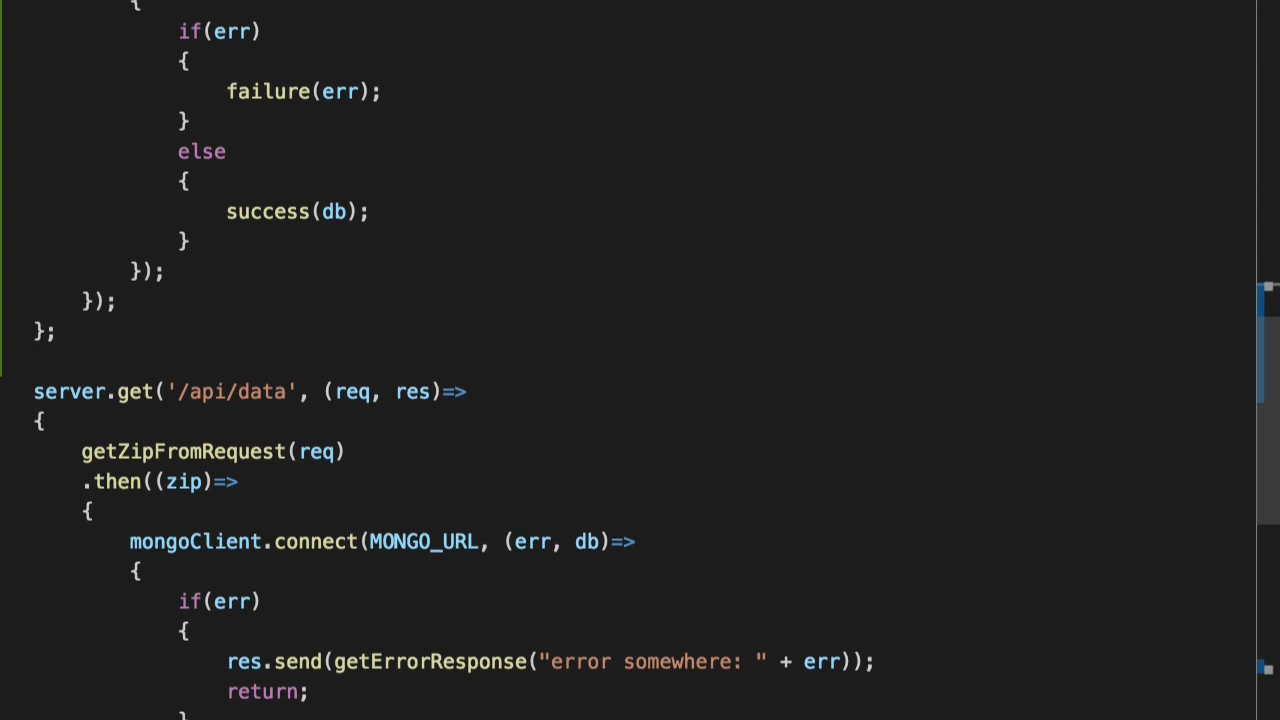 {
if(err)
{
failure(err);
}
else
{
success(db);
}
});
});
};
server.get('/api/data', (req, res)=>
{
getZipFromRequest(req)
.then((zip)=>
{
mongoClient.connect(MONGO_URL, (err, db)=>
{
if(err)
{
res.send(getErrorResponse("error somewhere: " + err));
return;
}